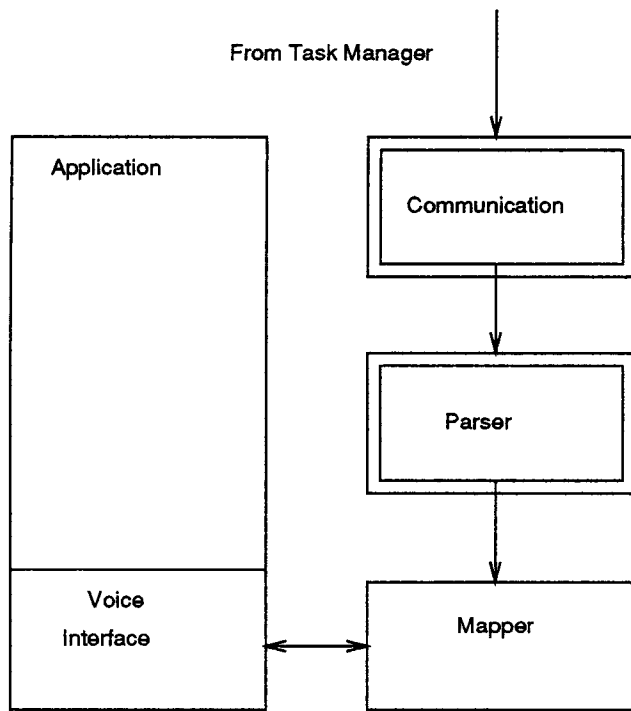 From Task Manager
Application
Communication
Parser
Voice
Interface
Mapper